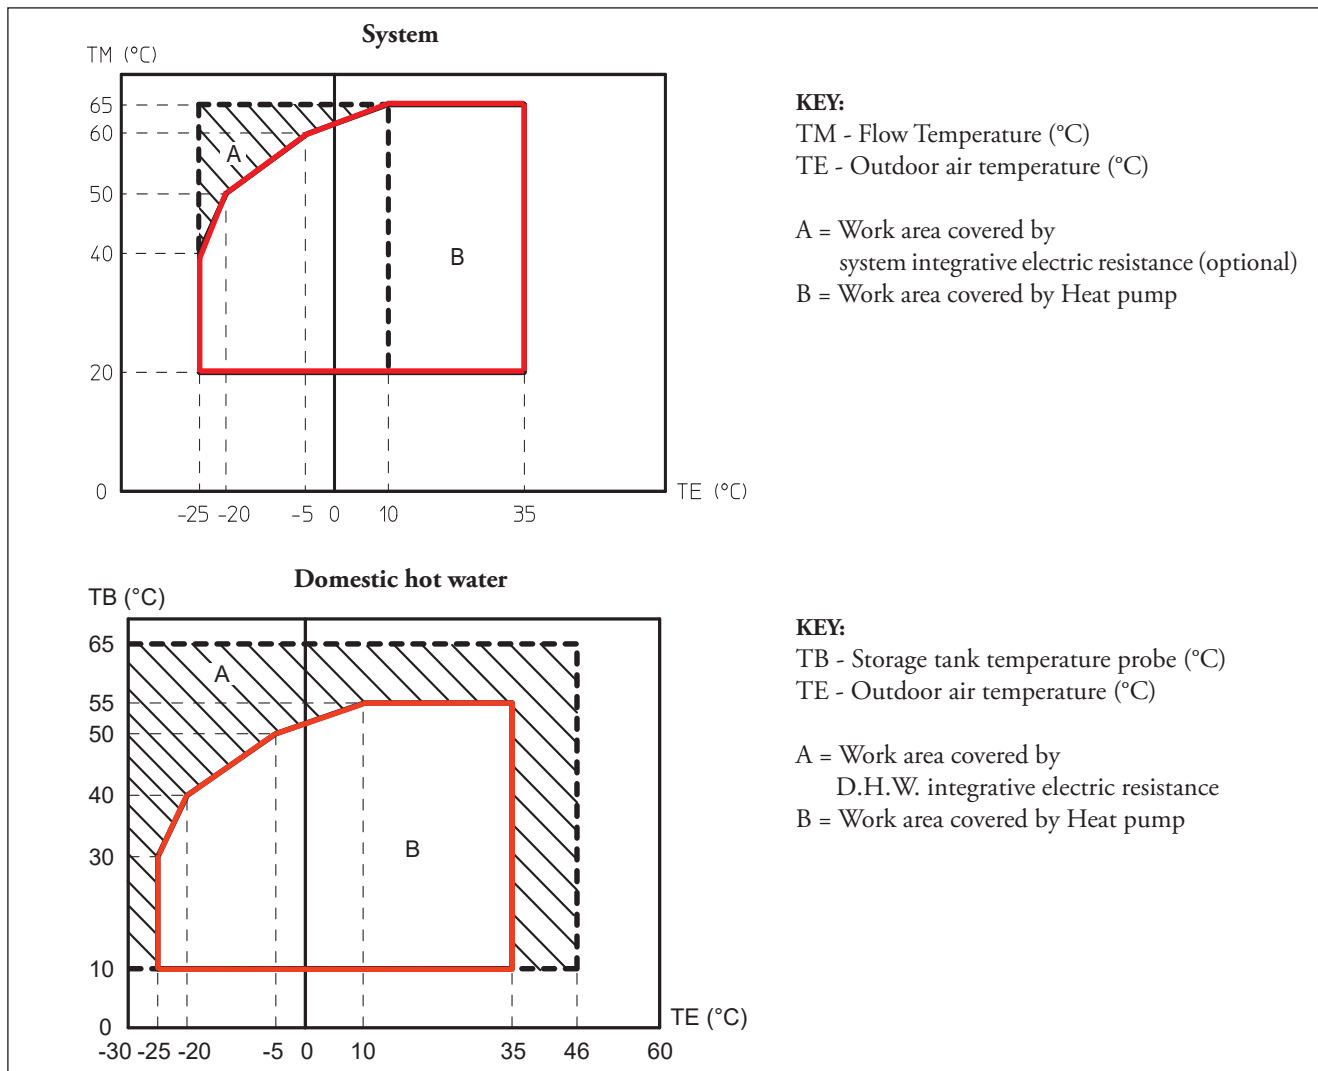 System
TM (°C)
65
60
50
40
20
0
A
B
-25 -20 -5 0 10 35
TE (°C)
KEY:
TM - Flow Temperature (°C)
TE - Outdoor air temperature (°C)
A = Work area covered by
system integrative electric resistance (optional)
B = Work area covered by Heat pump
Domestic hot water
TB (°C)
65
55
50
40
30
10
0
A
B
-30 -25 -20 -5 0 10 35 46 60
TE (°C)
KEY:
TB - Storage tank temperature probe (°C)
TE - Outdoor air temperature (°C)
A = Work area covered by
D.H.W. integrative electric resistance
B = Work area covered by Heat pump